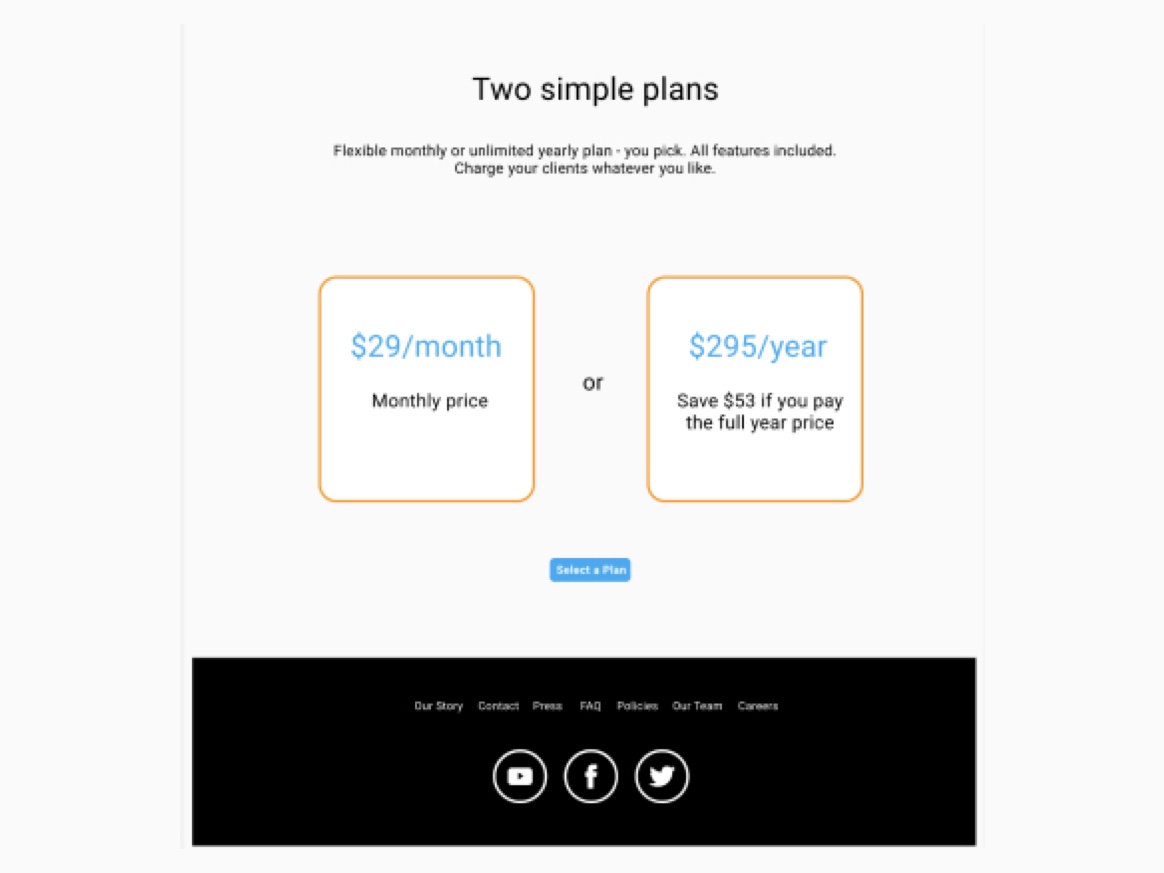 Two simple plans
Flexible monthly or unlimited yearly plan - you pick. All features included.
Charge your clients whatever you like.
$29/month
Monthly price
or
$295/year
Save $53 if you pay
the full year price
Select a Plan
Our Story Contact Press FAQ Policies Our Team Careers